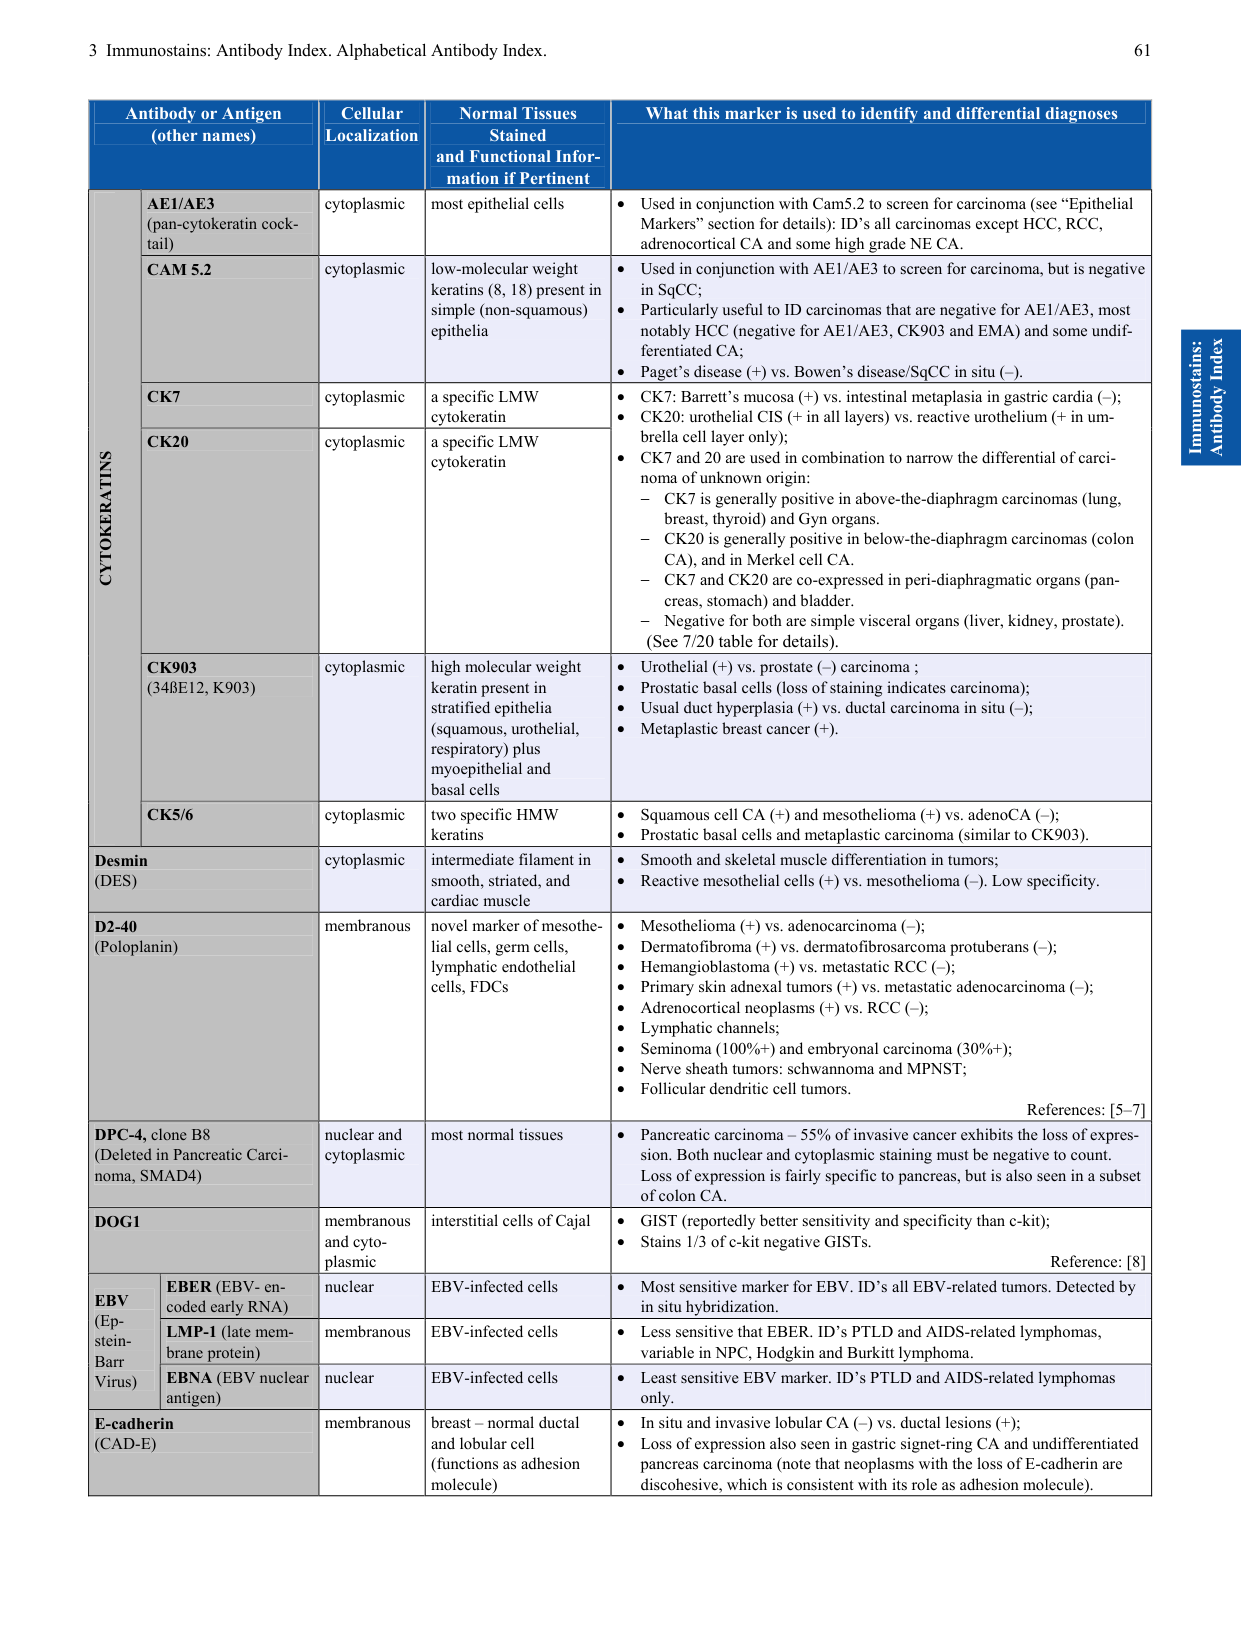 3 Immunostains: Antibody Index. Alphabetical Antibody Index.
61
Antibody or Antigen
(other names)
Cellular
Localization
Normal Tissues
Stained
and Functional Infor-
mation if Pertinent
What this marker is used to identify and differential diagnoses
CYTOKERATINS
AE1/AE3
(pan-cytokeratin cock-
tail)
cytoplasmic
most epithelial cells
• Used in conjunction with Cam5.2 to screen for carcinoma (see “Epithelial
Markers” section for details): ID’s all carcinomas except HCC, RCC,
adrenocortical CA and some high grade NE CA.
CAM 5.2
cytoplasmic
low-molecular weight
keratins (8, 18) present in
simple (non-squamous)
epithelia
• Used in conjunction with AE1/AE3 to screen for carcinoma, but is negative
in SqCC;
• Particularly useful to ID carcinomas that are negative for AE1/AE3, most
notably HCC (negative for AE1/AE3, CK903 and EMA) and some undif-
ferentiated CA;
• Paget’s disease (+) vs. Bowen’s disease/SqCC in situ (–).
CK7
cytoplasmic
a specific LMW
cytokeratin
CK20
cytoplasmic
a specific LMW
cytokeratin
• CK7: Barrett’s mucosa (+) vs. intestinal metaplasia in gastric cardia (–);
• CK20: urothelial CIS (+ in all layers) vs. reactive urothelium (+ in um-
brella cell layer only);
• CK7 and 20 are used in combination to narrow the differential of carci-
noma of unknown origin:
– CK7 is generally positive in above-the-diaphragm carcinomas (lung,
breast, thyroid) and Gyn organs.
– CK20 is generally positive in below-the-diaphragm carcinomas (colon
CA), and in Merkel cell CA.
– CK7 and CK20 are co-expressed in peri-diaphragmatic organs (pan-
creas, stomach) and bladder.
– Negative for both are simple visceral organs (liver, kidney, prostate).
(See 7/20 table for details).
CK903
(34ßE12, K903)
cytoplasmic
high molecular weight
keratin present in
stratified epithelia
(squamous, urothelial,
respiratory) plus
myoepithelial and
basal cells
• Urothelial (+) vs. prostate (–) carcinoma ;
• Prostatic basal cells (loss of staining indicates carcinoma);
• Usual duct hyperplasia (+) vs. ductal carcinoma in situ (–);
• Metaplastic breast cancer (+).
CK5/6
cytoplasmic
two specific HMW
keratins
• Squamous cell CA (+) and mesothelioma (+) vs. adenoCA (–);
• Prostatic basal cells and metaplastic carcinoma (similar to CK903).
Desmin
(DES)
cytoplasmic
intermediate filament in
smooth, striated, and
cardiac muscle
• Smooth and skeletal muscle differentiation in tumors;
• Reactive mesothelial cells (+) vs. mesothelioma (–). Low specificity.
D2-40
(Poloplanin)
membranous
novel marker of mesothe-
lial cells, germ cells,
lymphatic endothelial
cells, FDCs
• Mesothelioma (+) vs. adenocarcinoma (–);
• Dermatofibroma (+) vs. dermatofibrosarcoma protuberans (–);
• Hemangioblastoma (+) vs. metastatic RCC (–);
• Primary skin adnexal tumors (+) vs. metastatic adenocarcinoma (–);
• Adrenocortical neoplasms (+) vs. RCC (–);
• Lymphatic channels;
• Seminoma (100%+) and embryonal carcinoma (30%+);
• Nerve sheath tumors: schwannoma and MPNST;
• Follicular dendritic cell tumors.
References: [5–7]
DPC-4, clone B8
(Deleted in Pancreatic Carci-
noma, SMAD4)
nuclear and
cytoplasmic
most normal tissues
• Pancreatic carcinoma – 55% of invasive cancer exhibits the loss of expres-
sion. Both nuclear and cytoplasmic staining must be negative to count.
Loss of expression is fairly specific to pancreas, but is also seen in a subset
of colon CA.
DOG1
membranous
and cyto-
plasmic
interstitial cells of Cajal
• GIST (reportedly better sensitivity and specificity than c-kit);
• Stains 1/3 of c-kit negative GISTs.
Reference: [8]
EBV
(Ep-
stein-
Barr
Virus)
EBER (EBV- en-
coded early RNA)
nuclear
EBV-infected cells
• Most sensitive marker for EBV. ID’s all EBV-related tumors. Detected by
in situ hybridization.
LMP-1 (late mem-
brane protein)
membranous
EBV-infected cells
• Less sensitive that EBER. ID’s PTLD and AIDS-related lymphomas,
variable in NPC, Hodgkin and Burkitt lymphoma.
EBNA (EBV nuclear
antigen)
nuclear
EBV-infected cells
• Least sensitive EBV marker. ID’s PTLD and AIDS-related lymphomas
only.
E-cadherin
(CAD-E)
membranous
breast – normal ductal
and lobular cell
(functions as adhesion
molecule)
• In situ and invasive lobular CA (–) vs. ductal lesions (+);
• Loss of expression also seen in gastric signet-ring CA and undifferentiated
pancreas carcinoma (note that neoplasms with the loss of E-cadherin are
discohesive, which is consistent with its role as adhesion molecule).
Immunostains:
Antibody Index